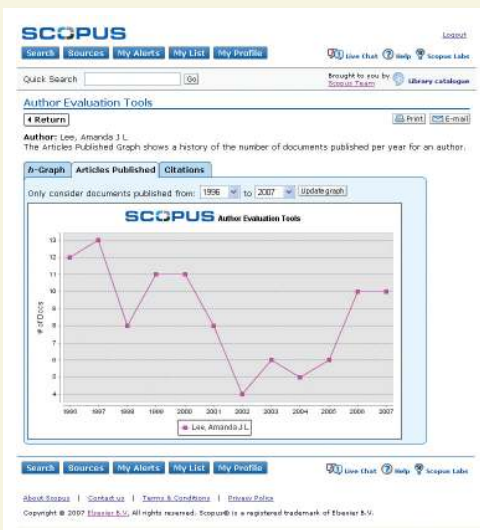 SCOPUS
Logout
Search Sources My Alerts My List My Profile
Live Chat Help Scopus Labs
Quick Search Go
Brought to you by
Scopus Team
Library catalogue
Author Evaluation Tools
Return
Print E-mail
Author: Lee, Amanda J L
The Articles Published Graph shows a history of the number of documents published per year for an author.
h-Graph Articles Published Citations
Only consider documents published from: 1996 to 2007 Update graph
SCOPUS Author Evaluation Tools
# of Docs
13
12
11
10
9
8
7
6
5
4
1996 1997 1998 1999 2000 2001 2002 2003 2004 2005 2006 2007
Lee, Amanda J L
Search Sources My Alerts My List My Profile
Live Chat Help Scopus Labs
About Scopus | Contact us | Terms & Conditions | Privacy Policy
Copyright © 2007 Elsevier B.V. All rights reserved. Scopus® is a registered trademark of Elsevier B.V.